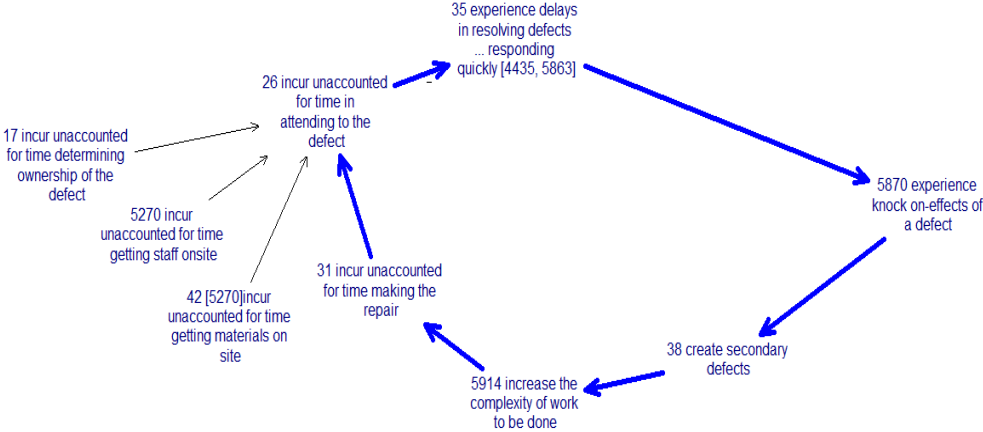 35 experience delays
in resolving defects
... responding
quickly [4435, 5863]
26 incur unaccounted
for time in
attending to the
defect
17 incur unaccounted
for time determining
ownership of the
defect
5270 incur
unaccounted for time
getting staff onsite
42 [5270]incur
unaccounted for time
getting materials on
site
31 incur unaccounted
for time making the
repair
5914 increase the
complexity of work
to be done
38 create secondary
defects
5870 experience
knock on-effects of
a defect